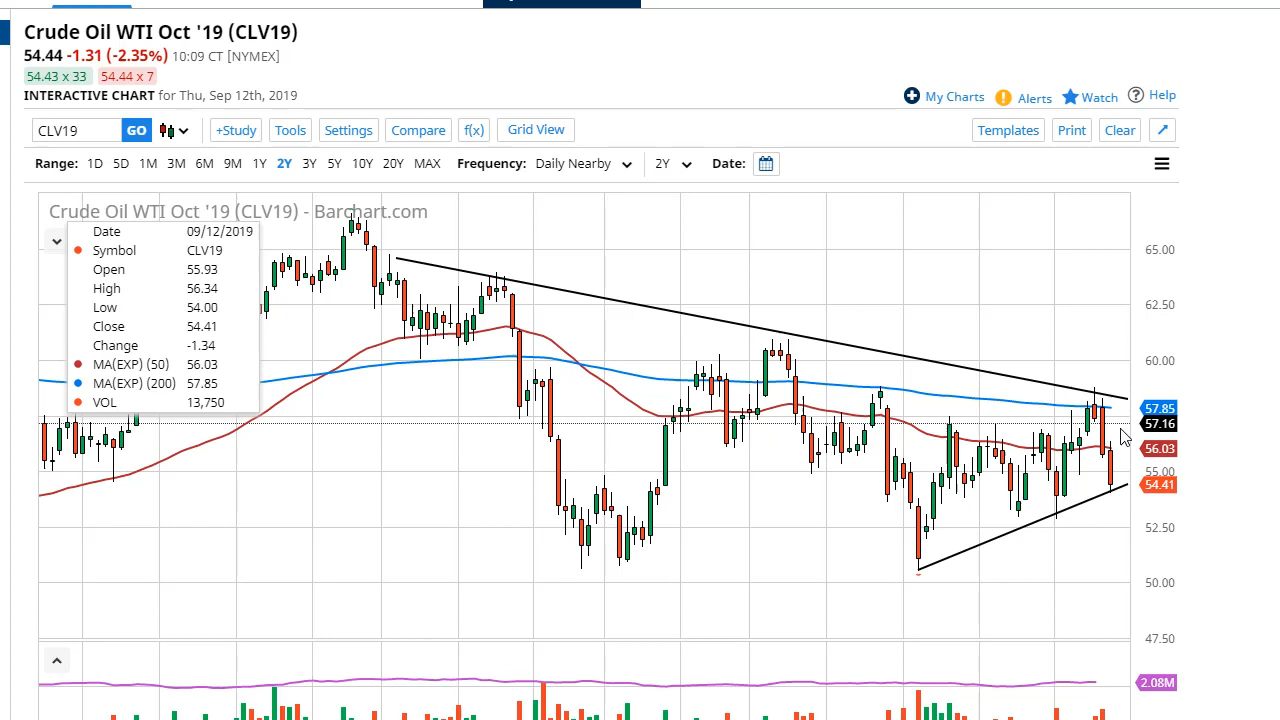 Crude Oil WTI Oct '19 (CLV19)
54.44 -1.31 (-2.35%) 10:09 CT [NYMEX]
54.43 x 33 54.44 x 7
INTERACTIVE CHART for Thu, Sep 12th, 2019
My Charts Alerts Watch Help
CLV19 GO +Study Tools Settings Compare f(x) Grid View Templates Print Clear
Range: 1D 5D 1M 3M 6M 9M 1Y 2Y 3Y 5Y 10Y 20Y MAX Frequency: Daily Nearby 2Y Date:
Crude Oil WTI Oct '19 (CLV19) - Barchart.com
Date 09/12/2019
Symbol CLV19
Open 55.93
High 56.34
Low 54.00
Close 54.41
Change -1.34
MA(EXP) (50) 56.03
MA(EXP) (200) 57.85
VOL 13,750
65.00
62.50
60.00
57.85
57.16
56.03
55.00
54.41
52.50
50.00
47.50
2.08M